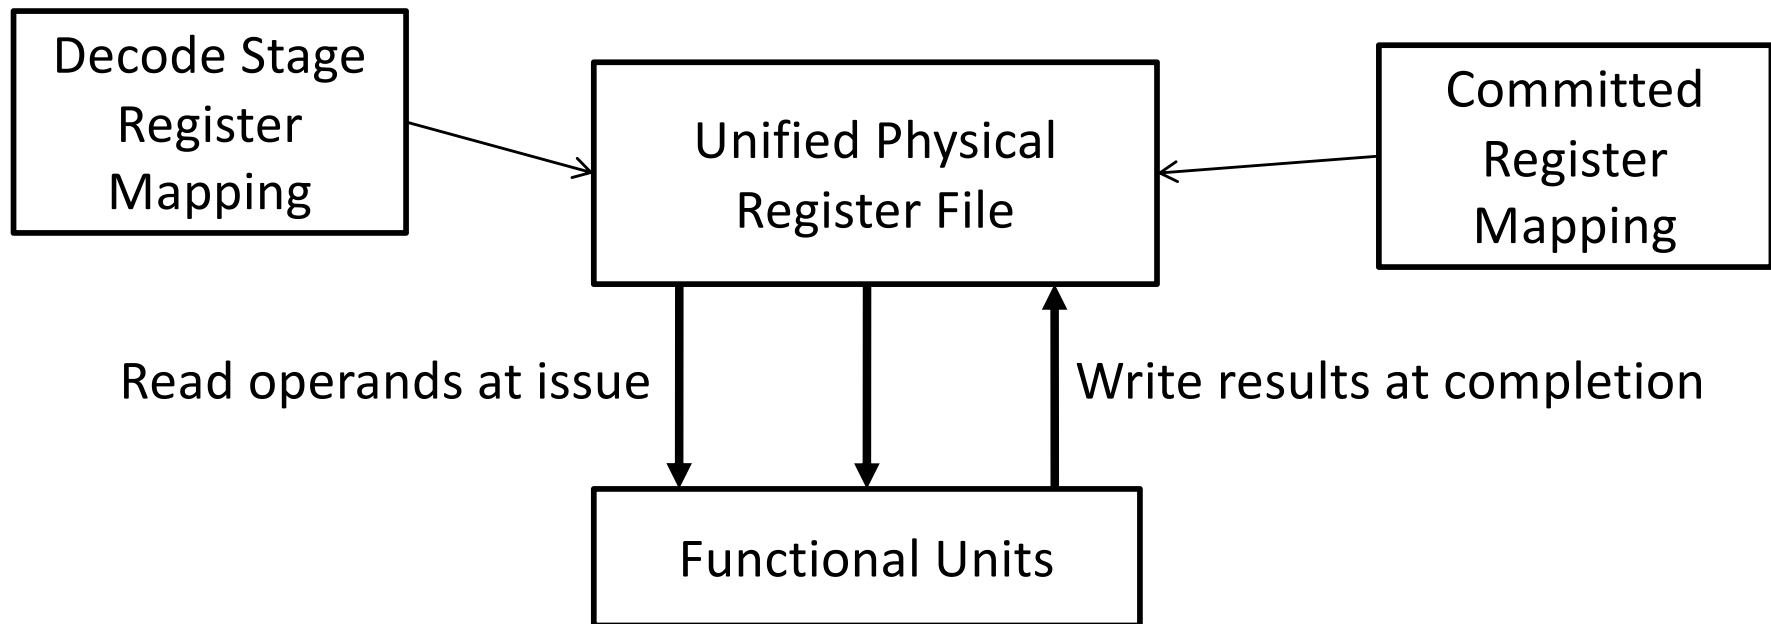 Decode Stage
Register
Mapping
Unified Physical
Register File
Committed
Register
Mapping
Read operands at issue
Write results at completion
Functional Units